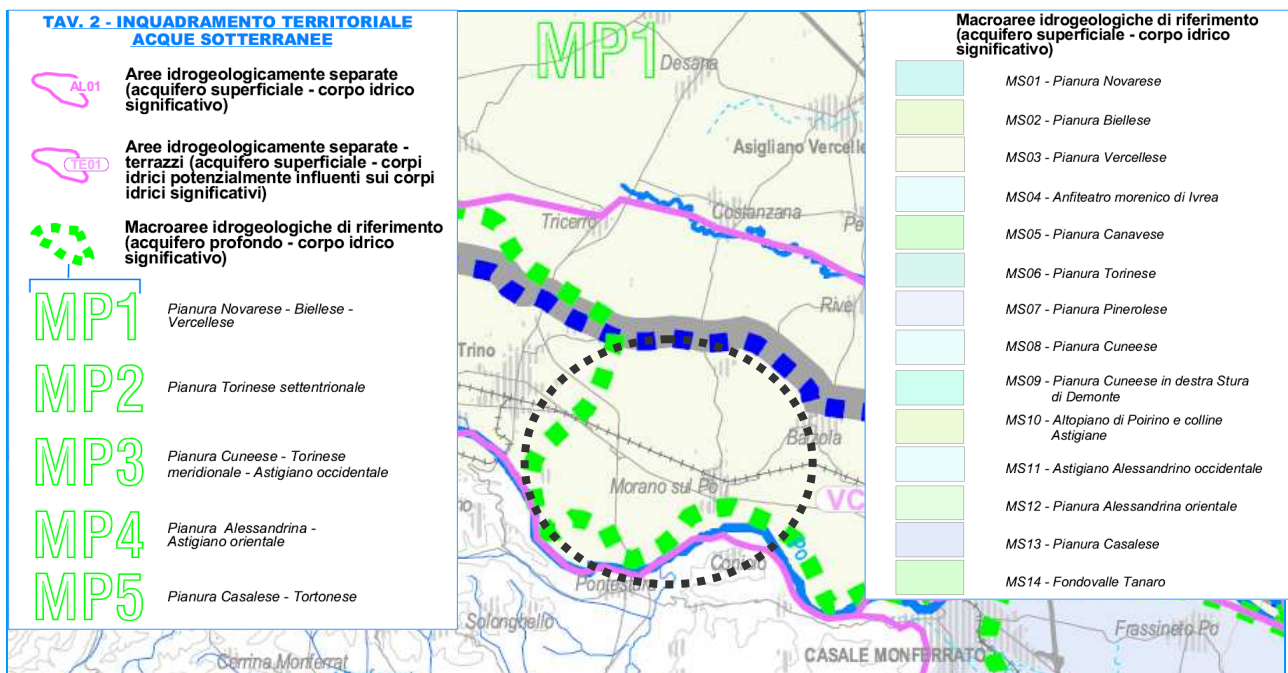 TAV. 2 - INQUADRAMENTO TERRITORIALE
ACQUE SOTTERRANEE
AL01
Aree idrogeologicamente separate
(acquifero superficiale - corpo idrico
significativo)
TE01
Aree idrogeologicamente separate -
terrazzi (acquifero superficiale - corpi
idrici potenzialmente influenti sui corpi
idrici significativi)
Macroaree idrogeologiche di riferimento
(acquifero profondo - corpo idrico
significativo)
MP1
Pianura Novarese - Biellese -
Vercellese
MP2
Pianura Torinese settentrionale
MP3
Pianura Cuneese - Torinese
meridionale - Astigiano occidentale
MP4
Pianura Alessandrina -
Astigiano orientale
MP5
Pianura Casalese - Tortonese
MP1
Desana
Asigliano Vercelle
Tricerro
Costanzana
Pe
Rive
Trino
Balzola
Morano sul Po
VC
no
Po
Coniolo
Pontestura
Solonghello
Cerrina Monferrat
CASALE MONFERRATO
Frassineto Po
Macroaree idrogeologiche di riferimento
(acquifero superficiale - corpo idrico
significativo)
MS01 - Pianura Novarese
MS02 - Pianura Biellese
MS03 - Pianura Vercellese
MS04 - Anfiteatro morenico di Ivrea
MS05 - Pianura Canavese
MS06 - Pianura Torinese
MS07 - Pianura Pinerolese
MS08 - Pianura Cuneese
MS09 - Pianura Cuneese in destra Stura
di Demonte
MS10 - Altopiano di Poirino e colline
Astigiane
MS11 - Astigiano Alessandrino occidentale
MS12 - Pianura Alessandrina orientale
MS13 - Pianura Casalese
MS14 - Fondovalle Tanaro